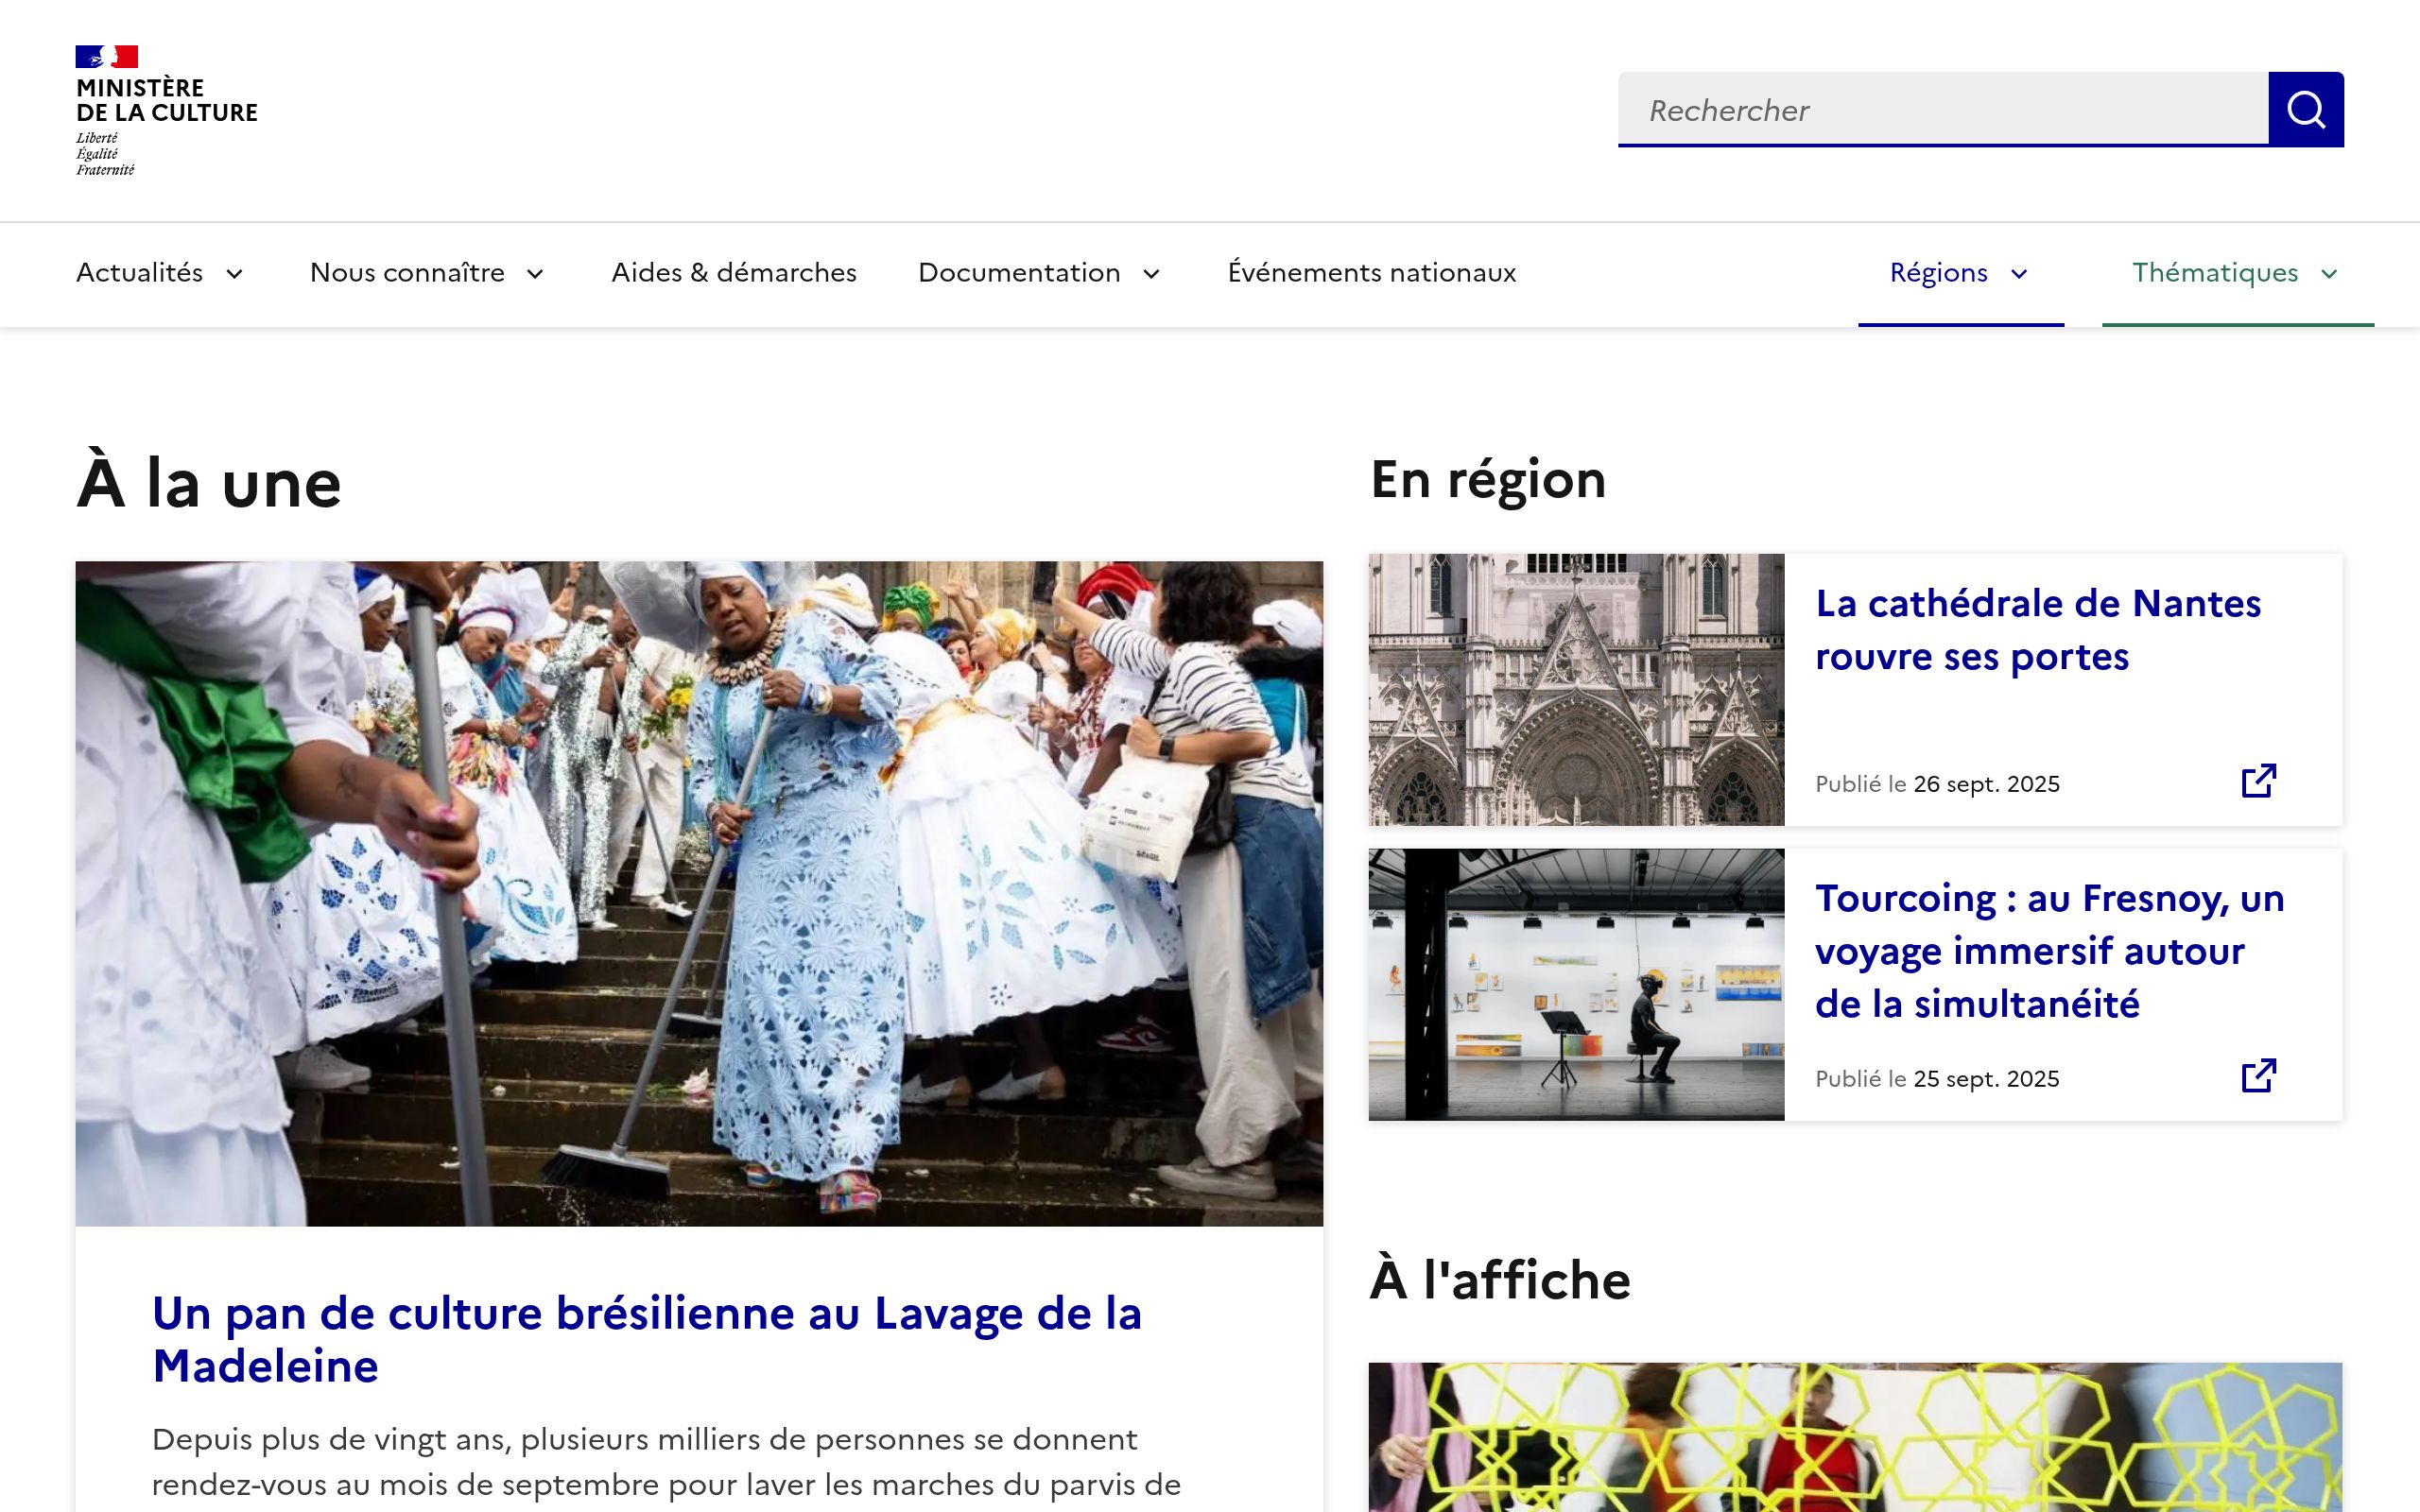 MINISTÈRE
DE LA CULTURE
Liberté
Égalité
Fraternité
Rechercher
Actualités
Nous connaître
Aides & démarches
Documentation
Événements nationaux
Régions
Thématiques
À la une
Un pan de culture brésilienne au Lavage de la
Madeleine
Depuis plus de vingt ans, plusieurs milliers de personnes se donnent
rendez-vous au mois de septembre pour laver les marches du parvis de
En région
La cathédrale de Nantes
rouvre ses portes
Publié le 26 sept. 2025
Tourcoing : au Fresnoy, un
voyage immersif autour
de la simultanéité
Publié le 25 sept. 2025
À l'affiche